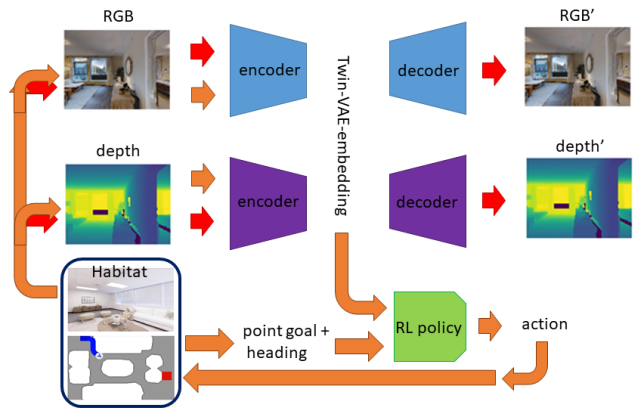 RGB
RGB’
encoder
decoder
Twin-VAE-embedding
depth
depth’
encoder
decoder
Habitat
point goal +
heading
RL policy
action